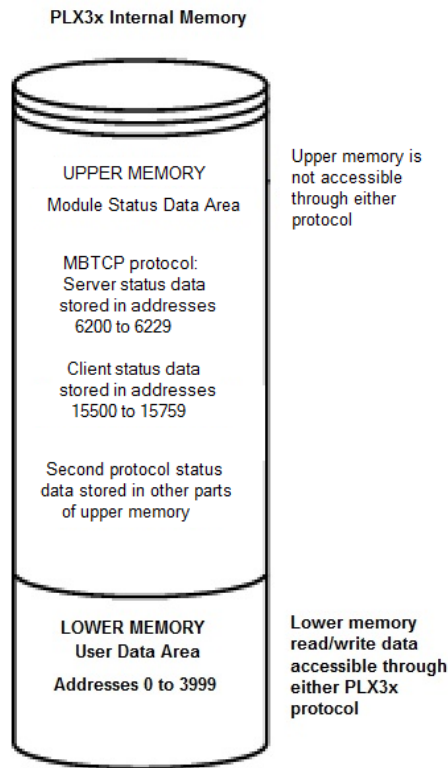 PLX3x Internal Memory
UPPER MEMORY
Module Status Data Area
Upper memory is
not accessible
through either
protocol
MBTCP protocol:
Server status data
stored in addresses
6200 to 6229
Client status data
stored in addresses
15500 to 15759
Second protocol status
data stored in other parts
of upper memory
LOWER MEMORY
User Data Area
Addresses 0 to 3999
Lower memory
read/write data
accessible through
either PLX3x
protocol